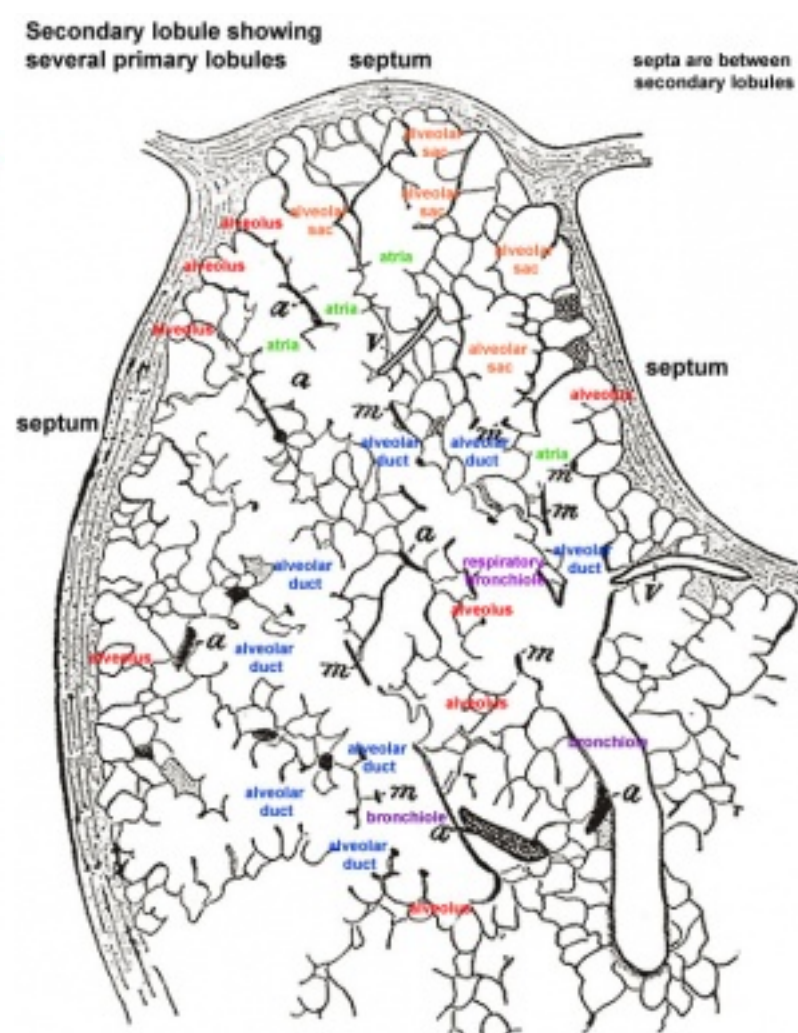 Secondary lobule showing
several primary lobules
septum
septa are between
secondary lobules
alveolar
sac
alveolar
sac
alveolar
sac
alveolus
alveolar
sac
atria
alveolus
a
atria
alveolus
atria
v
alveolar
sac
a
septum
alveolus
m
septum
m
alveolar
duct
alveolar
duct
atria
m
m
a
alveolar
duct
respiratory
bronchiole
alveolar
duct
v
alveolus
a
alveolar
duct
alveolus
m
m
alveolus
bronchiole
alveolar
duct
m
a
alveolar
duct
bronchiole
a
alveolar
duct
alveolus